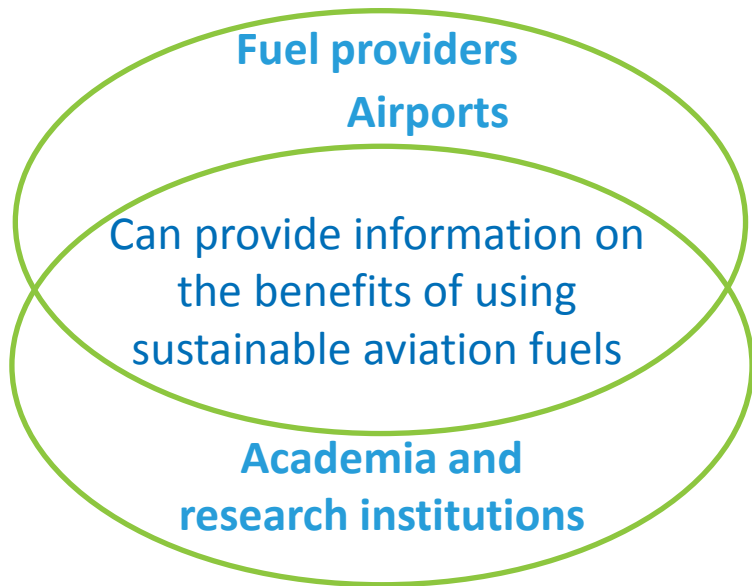 Fuel providers
Airports
Can provide information on
the benefits of using
sustainable aviation fuels
Academia and
research institutions